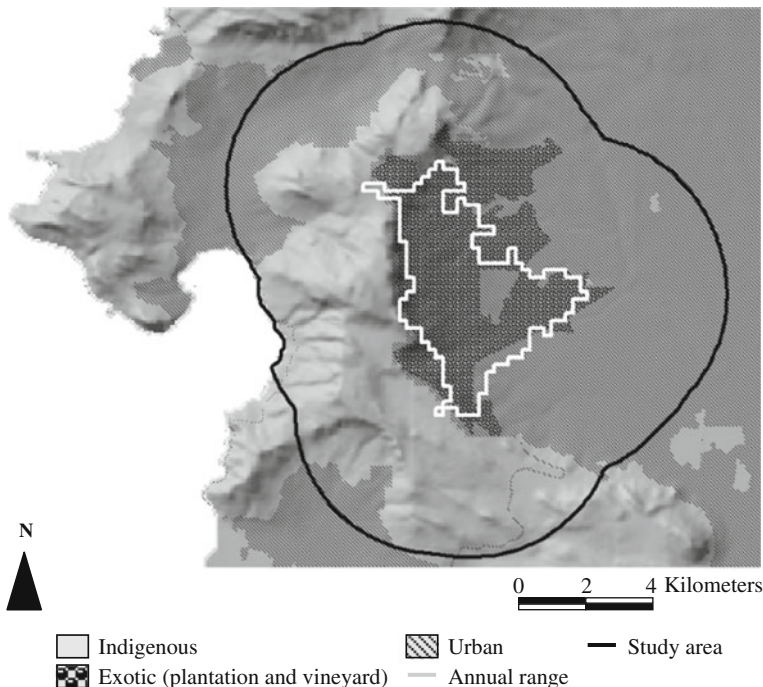 N
0 2 4 Kilometers
Indigenous
Urban
Study area
Exotic (plantation and vineyard)
Annual range